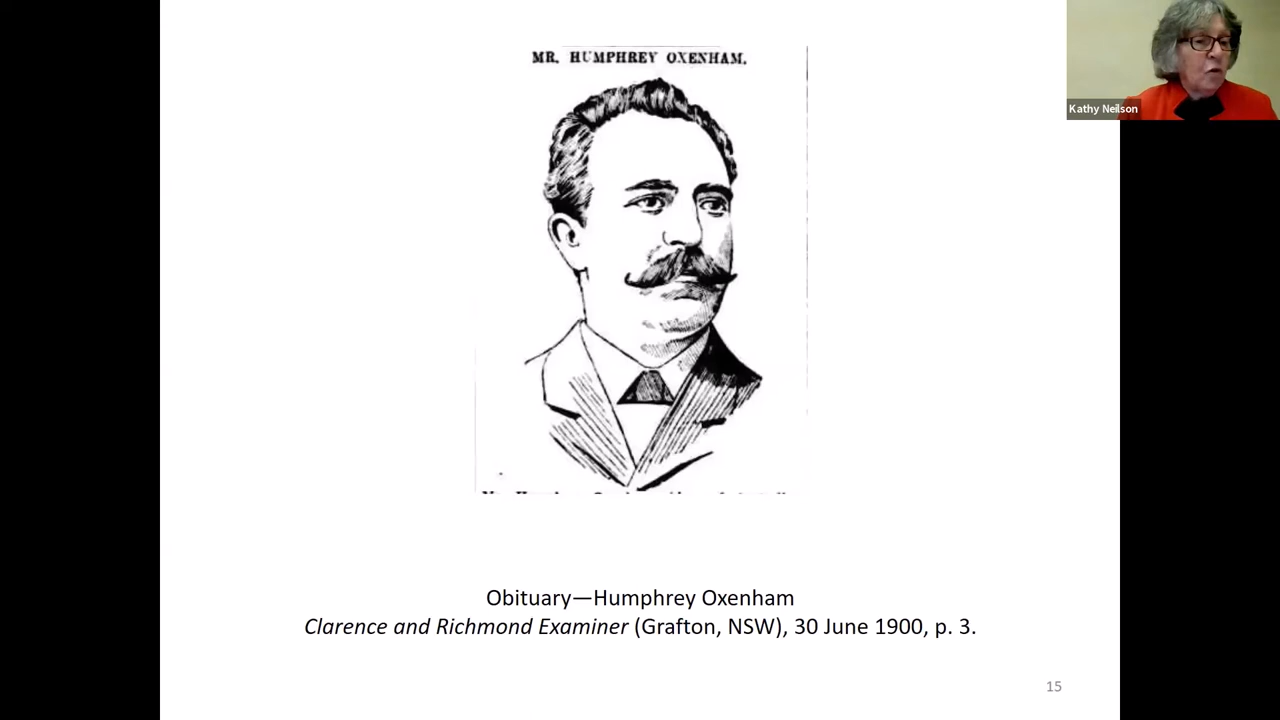 MR. HUMPHREY OXENHAM.
Kathy Neilson
Obituary—Humphrey Oxenham
Clarence and Richmond Examiner (Grafton, NSW), 30 June 1900, p. 3.
15